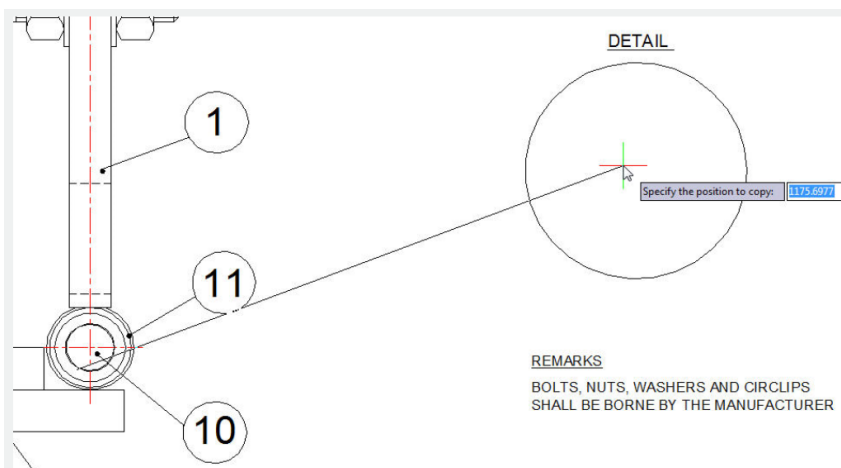 DETAIL
1
Specify the position to copy: 1175.6977
11
REMARKS
BOLTS, NUTS, WASHERS AND CIRCLIPS
SHALL BE BORNE BY THE MANUFACTURER
10